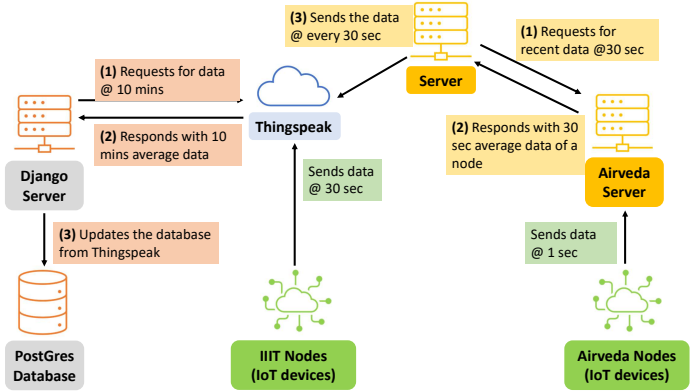 (3) Sends the data
@ every 30 sec
(1) Requests for
recent data @30 sec
Server
(1) Requests for data
@ 10 mins
Thingspeak
(2) Responds with 10
mins average data
(2) Responds with 30
sec average data of a
node
Django
Server
Airveda
Server
Sends data
@ 30 sec
(3) Updates the database
from Thingspeak
Sends data
@ 1 sec
PostGres
Database
IIIT Nodes
(IoT devices)
Airveda Nodes
(IoT devices)